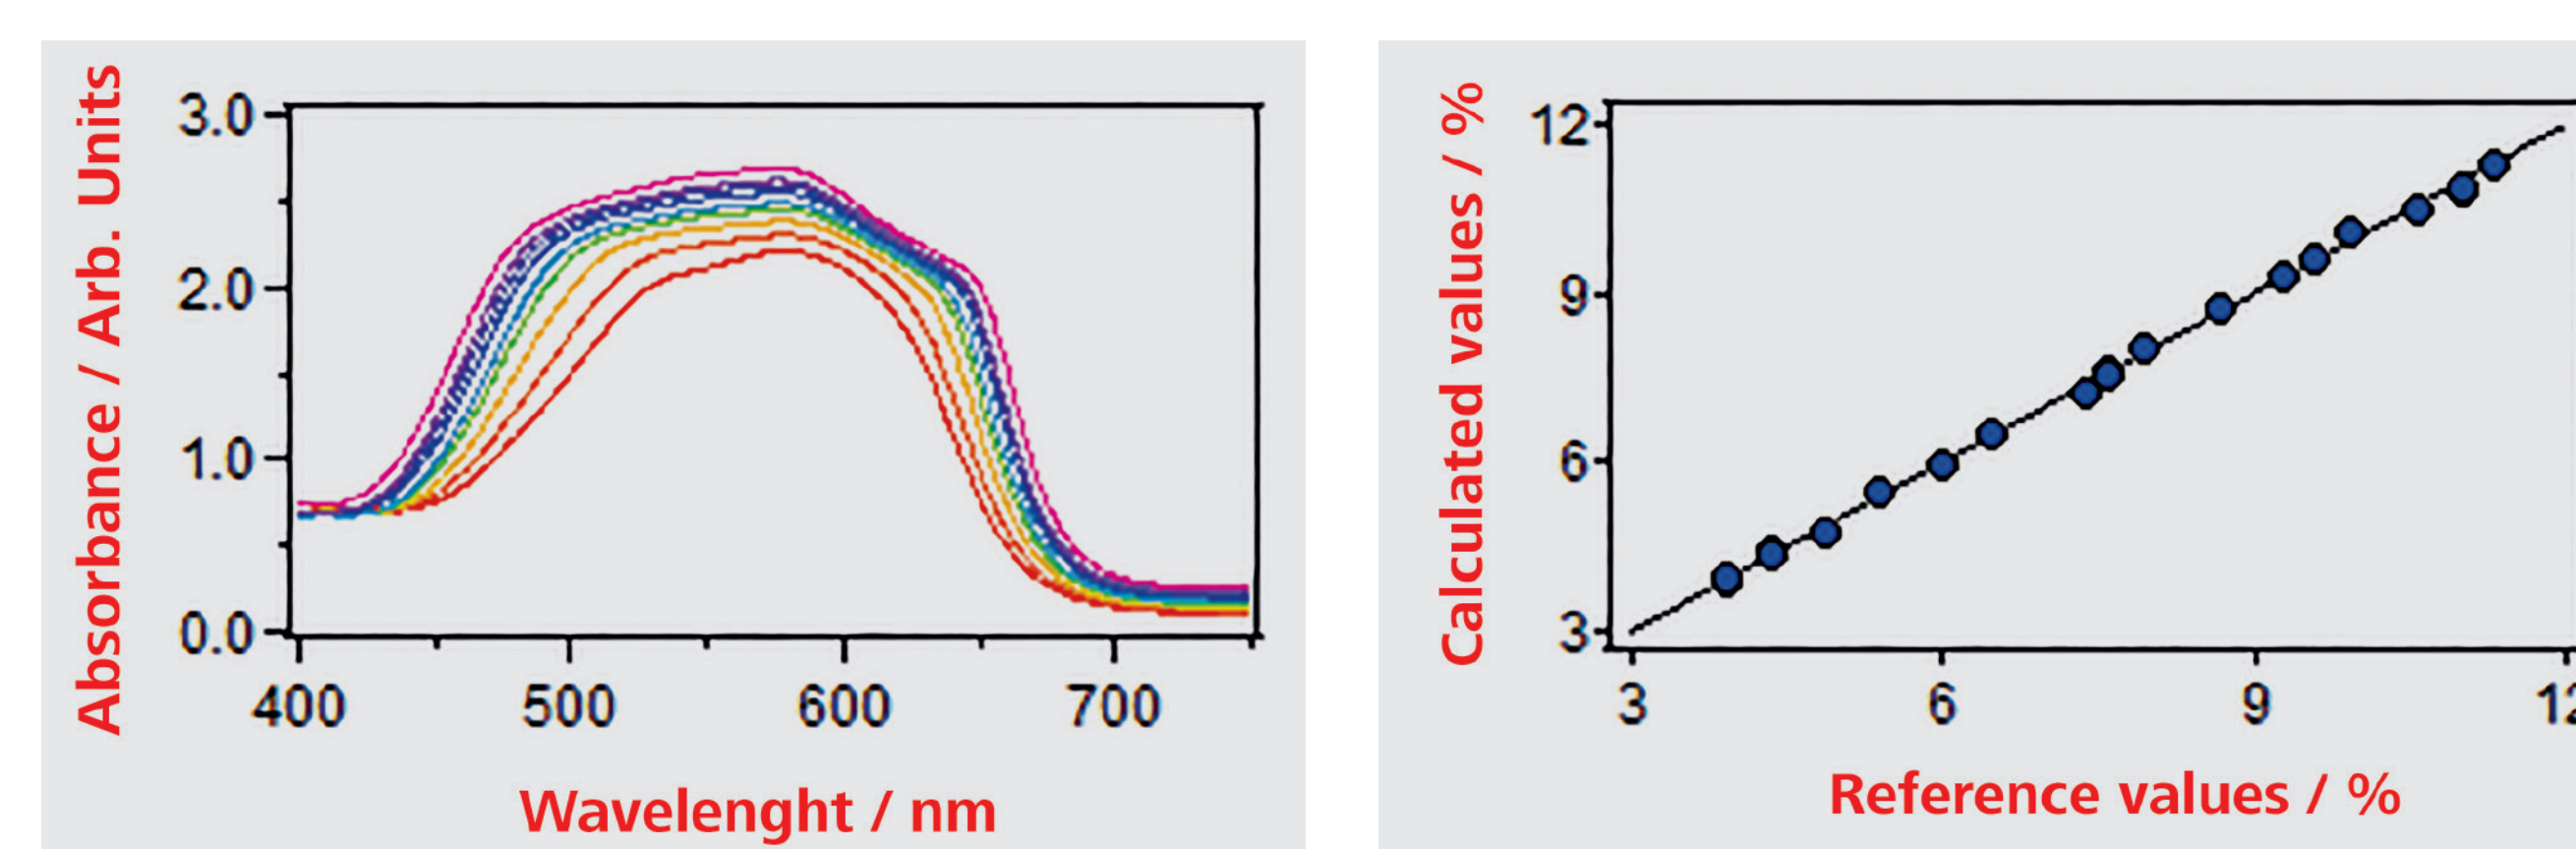 Absorbance / Arb. Units
3.0
2.0
1.0
0.0
400 500 600 700
Wavelenght / nm
Calculated values / %
12
9
6
3
3 6 9 12
Reference values / %